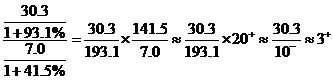 30.3/(1+93.1%) / 7.0/(1+41.5%) = 30.3/193.1 × 141.5/7.0 ≈ 30.3/193.1 × 20⁺ ≈ 30.3/10⁻ ≈ 3⁺